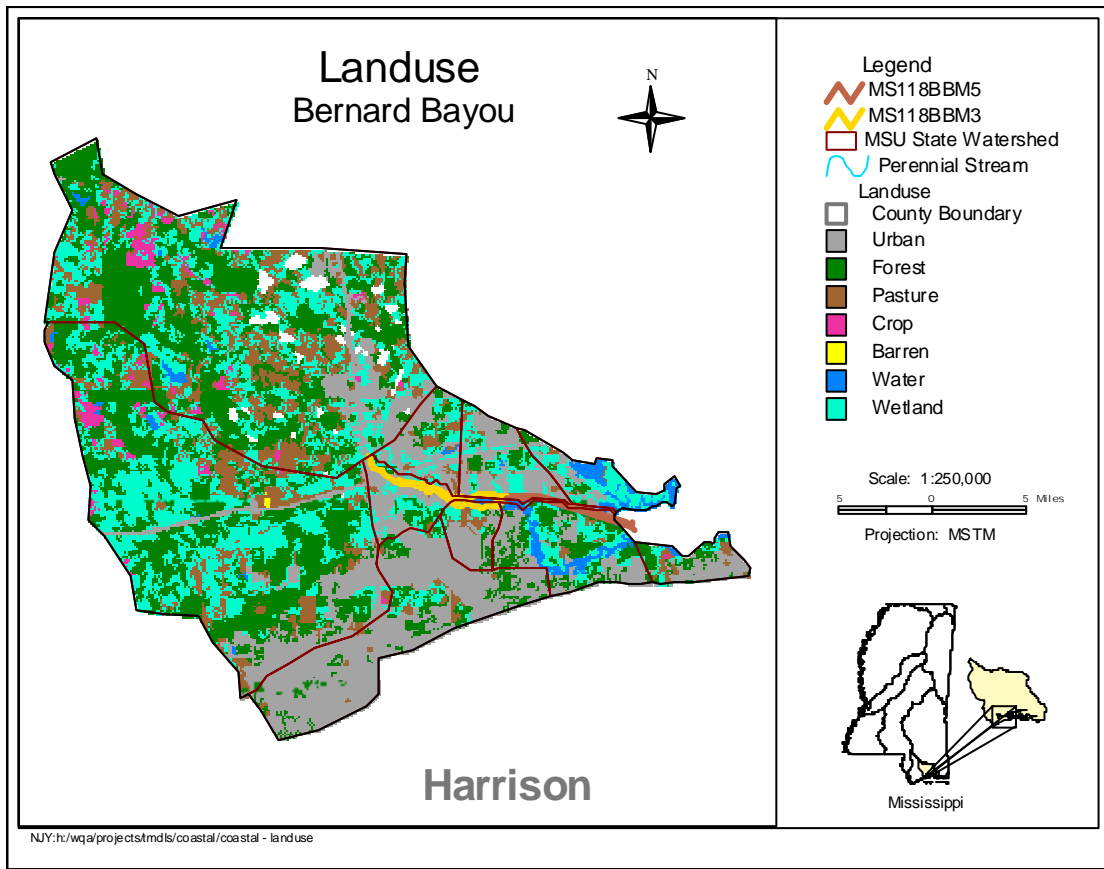 Landuse
Bernard Bayou
N
Harrison
NJY:h:/wqa/projects/tmdls/coastal/coastal - landuse
Legend
MS118BBM5
MS118BBM3
MSU State Watershed
Perennial Stream
Landuse
County Boundary
Urban
Forest
Pasture
Crop
Barren
Water
Wetland
Scale: 1:250,000
5 0 5 Miles
Projection: MSTM
Mississippi